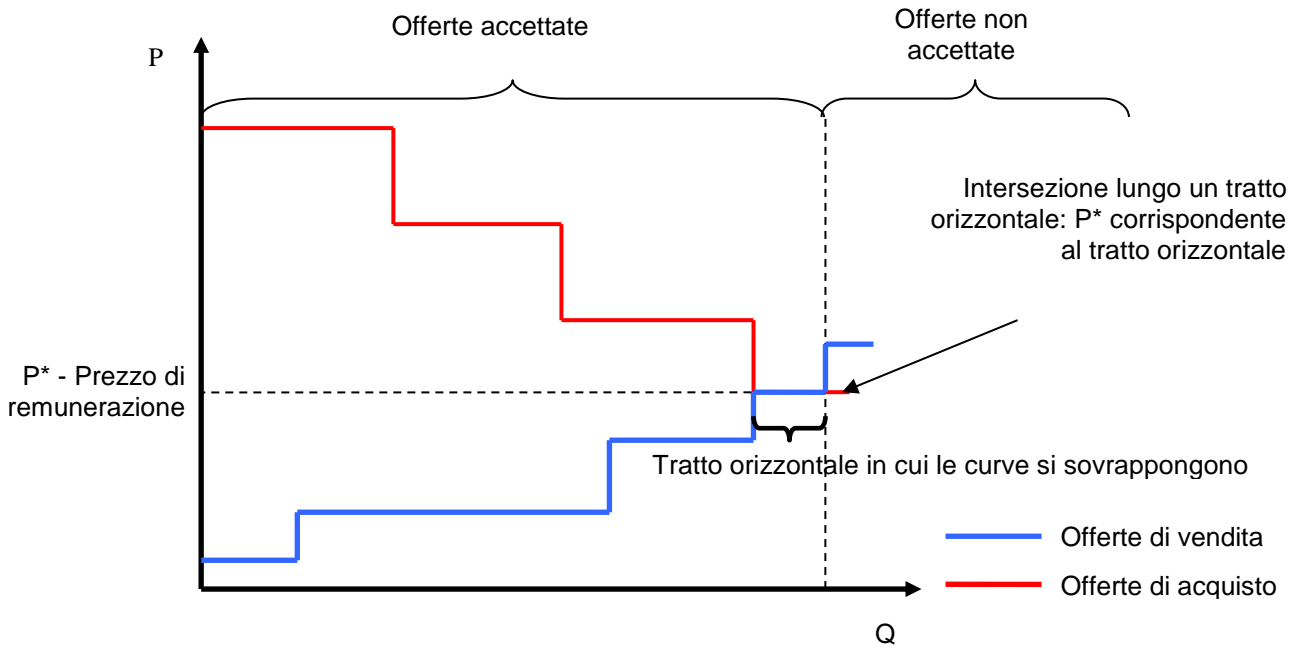 Offerte accettate
Offerte non
accettate
P
Intersezione lungo un tratto
orizzontale: P* corrispondente
al tratto orizzontale
P* - Prezzo di
remunerazione
Tratto orizzontale in cui le curve si sovrappongono
Offerte di vendita
Offerte di acquisto
Q